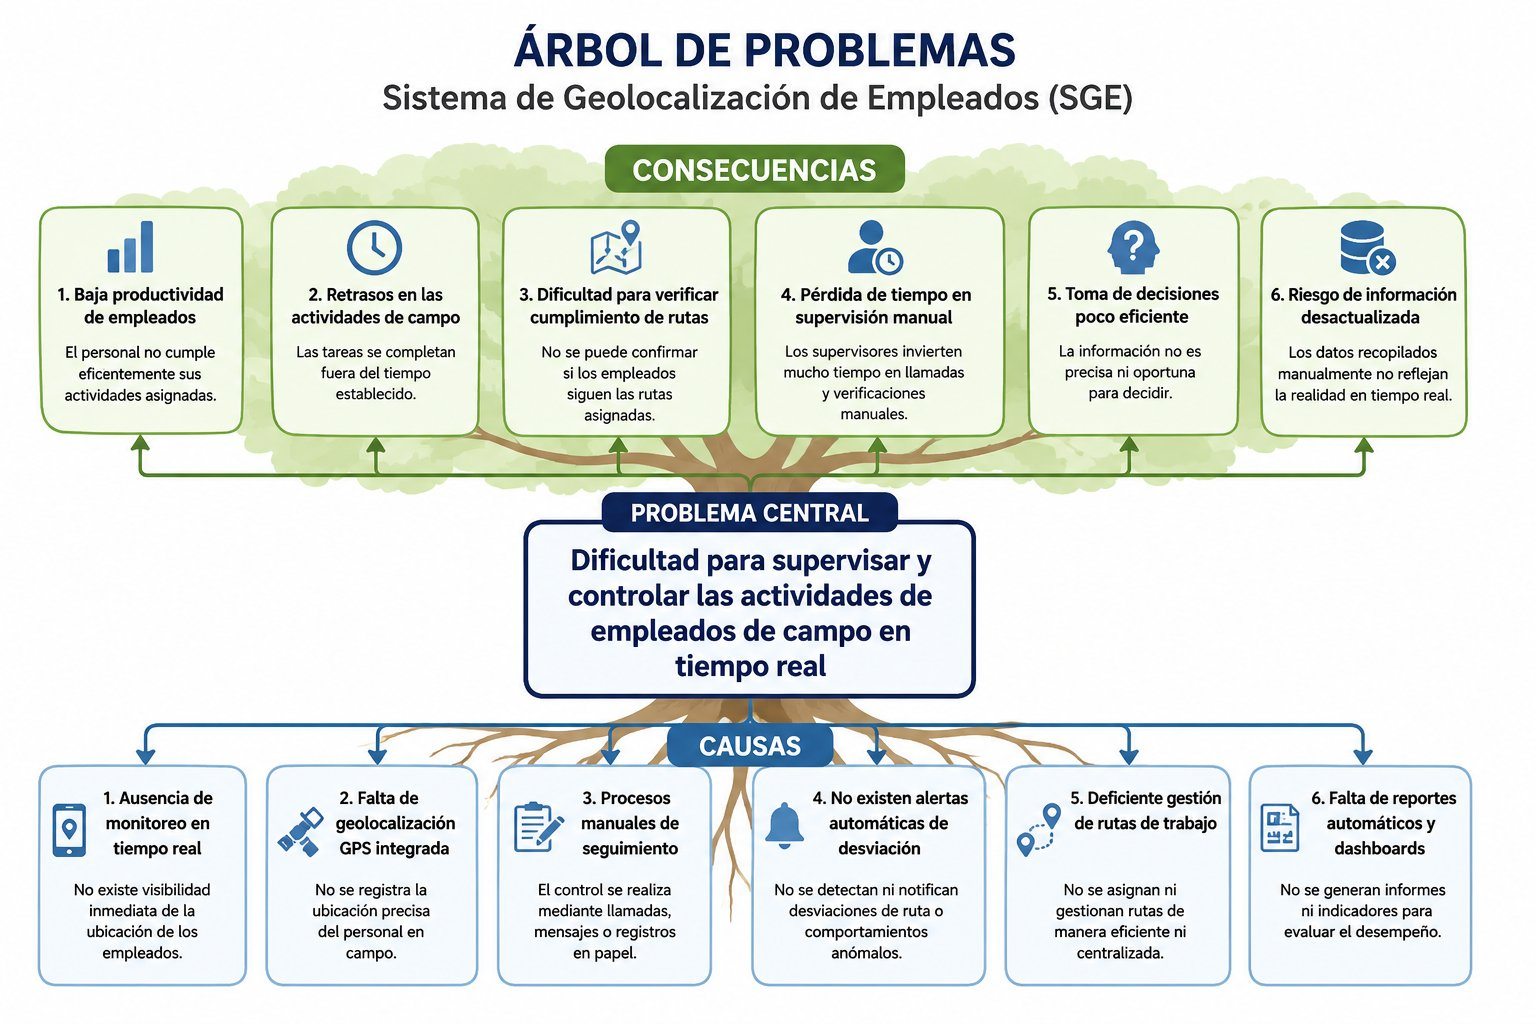 ÁRBOL DE PROBLEMAS
Sistema de Geolocalización de Empleados (SGE)
CONSECUENCIAS
1. Baja productividad
de empleados
El personal no cumple
eficentemente sus
actividades asignadas.
2. Retrasos en las
actividades de campo
Las tareas se completan
fuera del tiempo
establecido.
3. Dificultad para verificar
cumplimiento de rutas
No se puede confirmar
si los empleados
siguen las rutas
asignadas.
4. Pérdida de tiempo en
supervisión manual
Los supervisores invierten
mucho tiempo en llamadas
y verificaciones
manuales.
5. Toma de decisiones
poco eficiente
La información no es
precisa ni oportuna
para decidir.
6. Riesgo de información
desactualizada
Los datos recopilados
manualmente no reflejan
la realidad en tiempo real.
PROBLEMA CENTRAL
Dificultad para supervisar y
controlar las actividades de
empleados de campo en
tiempo real
CAUSAS
1. Ausencia de
monitoreo en
tiempo real
No existe visibilidad
inmediata de la
ubicación de los
empleados.
2. Falta de
geolocalización
GPS integrada
No se registra la
ubicación precisa
del personal en
campo.
3. Procesos
manuales de
seguimiento
El control se realiza
mediante llamadas,
mensajes o registros
en papel.
4. No existen alertas
automáticas de
desviación
No se detectan ni notifican
desviaciones de ruta o
comportamientos
anómalos.
5. Deficiente gestión
de rutas de trabajo
No se asignan ni
gestionan rutas de
manera eficiente ni
centralizada.
6. Falta de reportes
automáticos y
dashboards
No se generan informes
ni indicadores para
evaluar el desempeño.